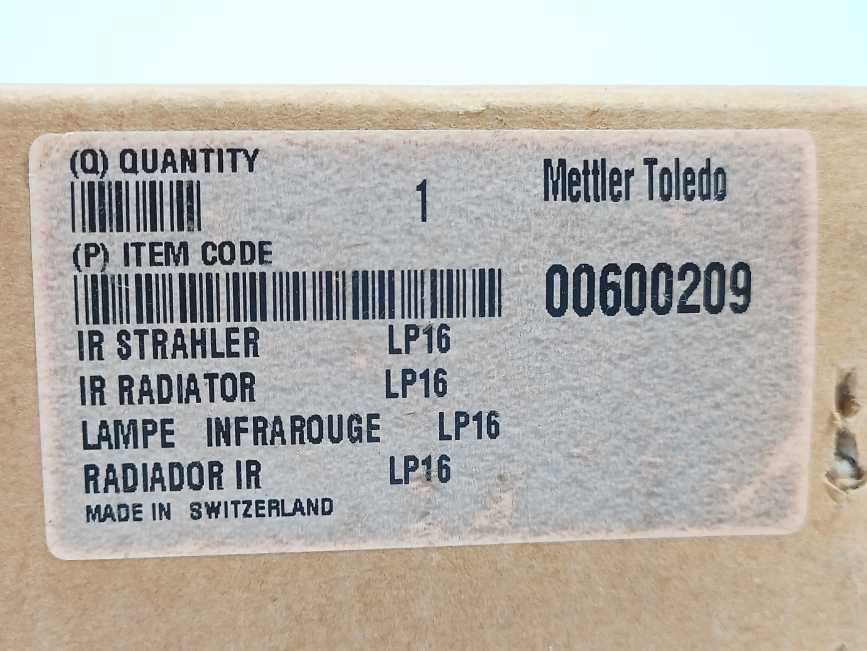 (Q) QUANTITY
1
Mettler Toledo
(P) ITEM CODE
00600209
IR STRAHLER LP16
IR RADIATOR LP16
LAMPE INFRAROUGE LP16
RADIADOR IR LP16
MADE IN SWITZERLAND